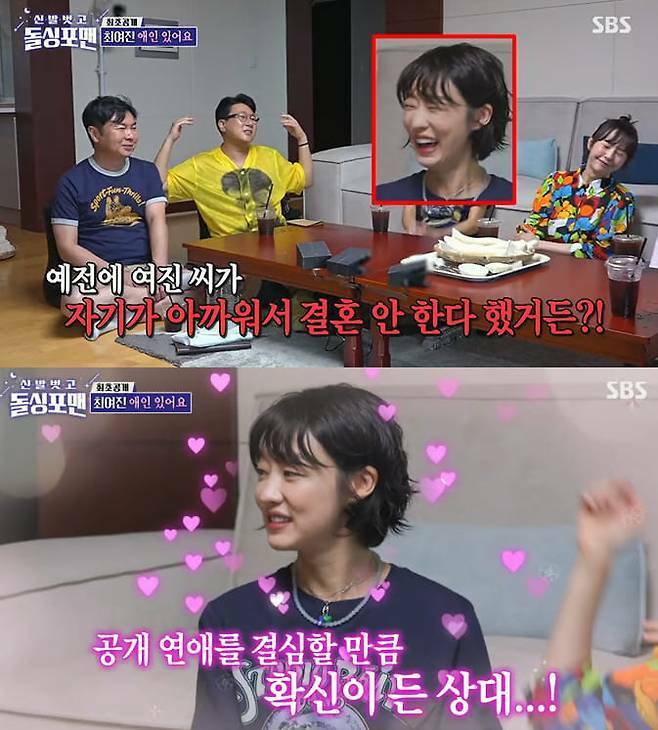 신발벗고
돌싱포맨
최초공개
최여진 애인 있어요
SBS
Sport-Fun-Thrills!
예전에 여진 씨가
자기가 아까워서 결혼 안 한다 했거든?!
신발벗고
돌싱포맨
최초공개
최여진 애인 있어요
SBS
공개 연애를 결심할 만큼
확신이 든 상대...!